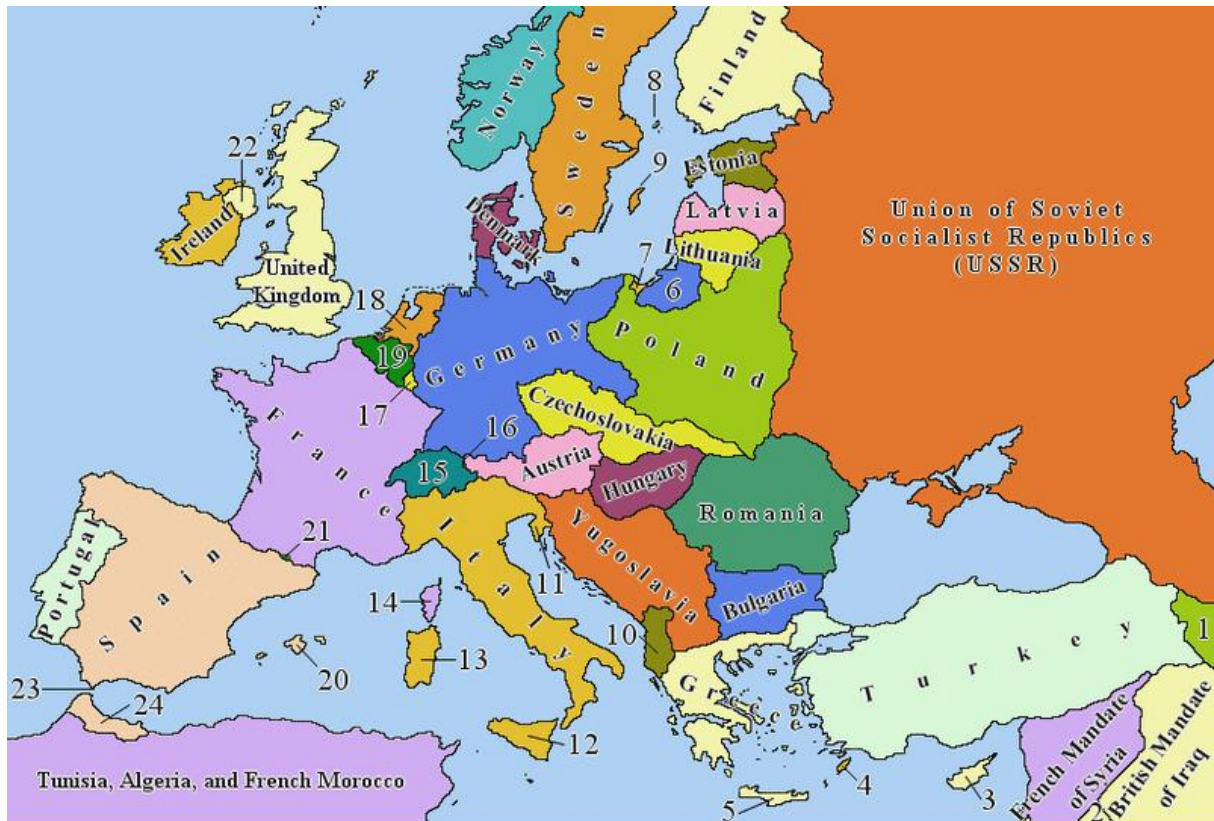 Norway
Sweden
Finland
8
22
9
Estonia
Ireland
Denmark
Latvia
Union of Soviet
Socialist Republics
(USSR)
United
Kingdom
7
Lithuania
18
6
19
Germany
Poland
17
16
Czechoslovakia
France
15
Austria
Hungary
Romania
21
Italy
Yugoslavia
11
Portugal
Spain
14
Bulgaria
10
1
13
Turkey
20
23
24
Greece
12
4
3
5
Tunisia, Algeria, and French Morocco
French Mandate
of Syria
British Mandate
of Iraq